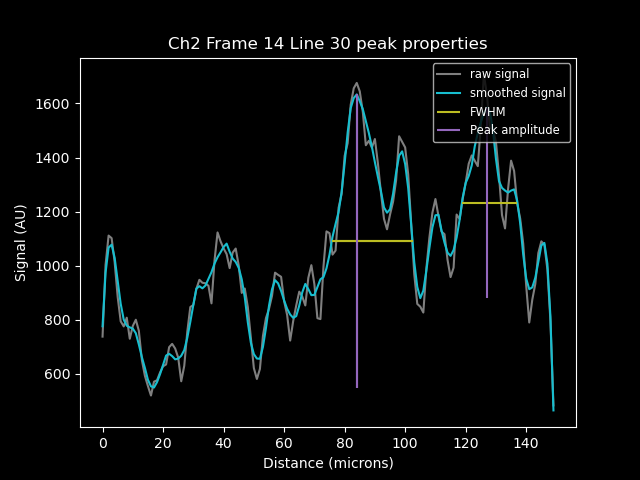 Ch2 Frame 14 Line 30 peak properties
raw signal
smoothed signal
FWHM
Peak amplitude
Signal (AU)
1600
1400
1200
1000
800
600
0 20 40 60 80 100 120 140
Distance (microns)